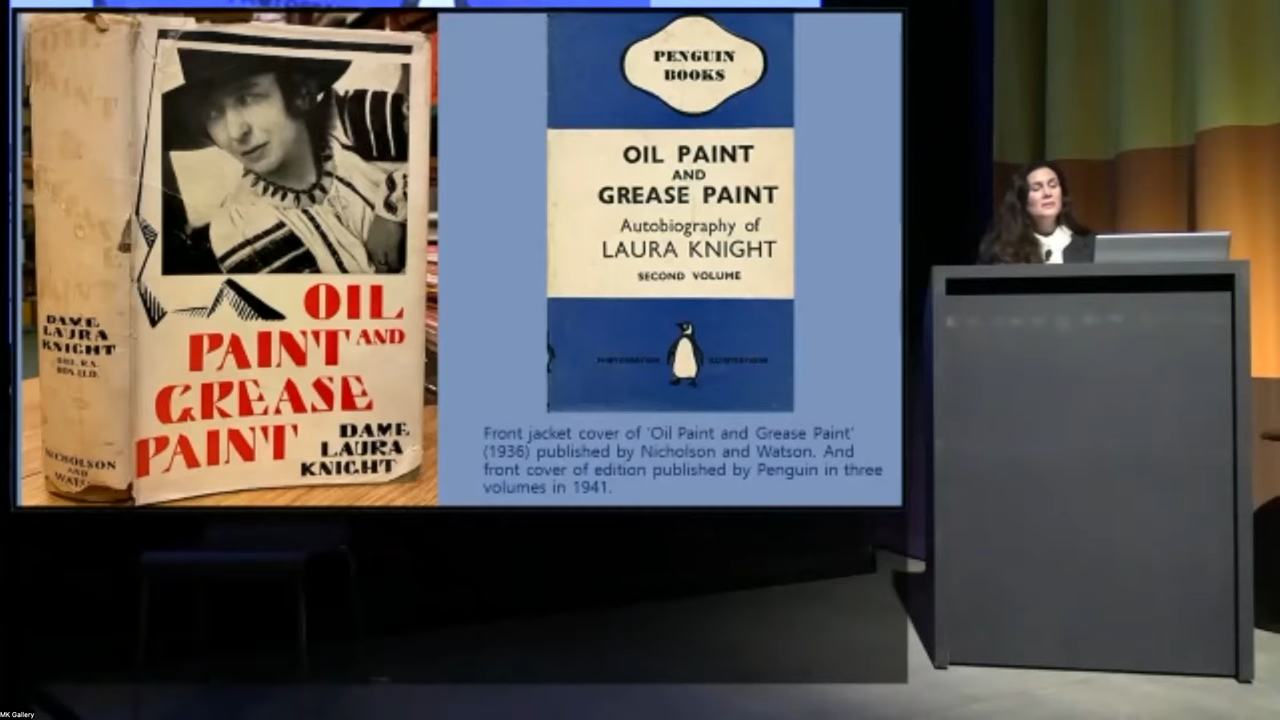 DAME
LAURA
KNIGHT
NICHOLSON
AND
OIL
PAINT AND
GREASE
PAINT
DAME
LAURA
KNIGHT
PENGUIN
BOOKS
OIL PAINT
AND
GREASE PAINT
Autobiography of
LAURA KNIGHT
SECOND VOLUME
Front jacket cover of 'Oil Paint and Grease Paint'
(1936) published by Nicholson and Watson. And
front cover of edition published by Penguin in three
volumes in 1941.
MK Gallery